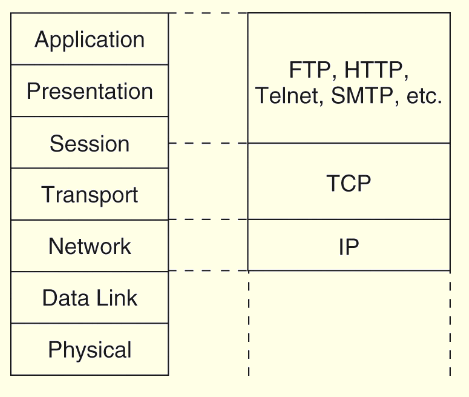 Application
Presentation
Session
Transport
Network
Data Link
Physical
FTP, HTTP,
Telnet, SMTP, etc.
TCP
IP